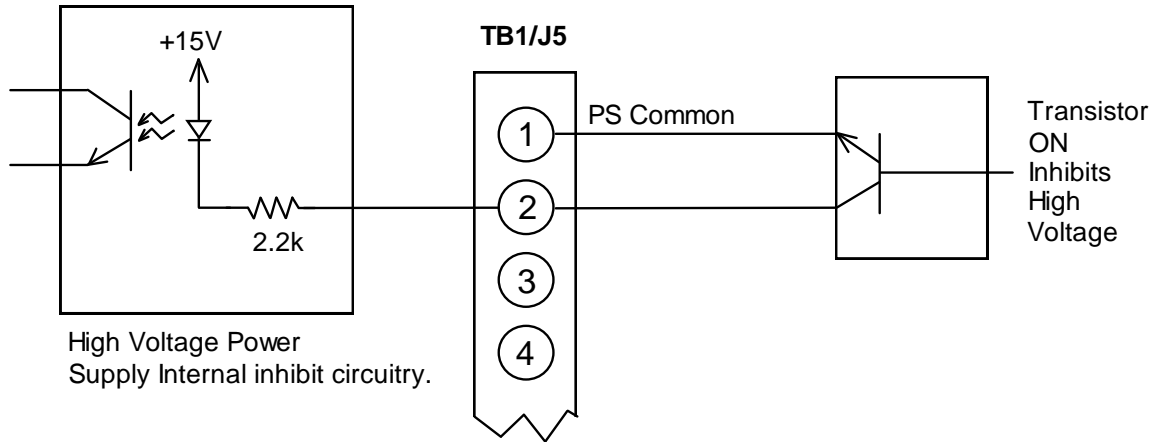 +15V
2.2k
High Voltage Power
Supply Internal inhibit circuitry.
TB1/J5
1
2
3
4
PS Common
Transistor
ON
Inhibits
High
Voltage